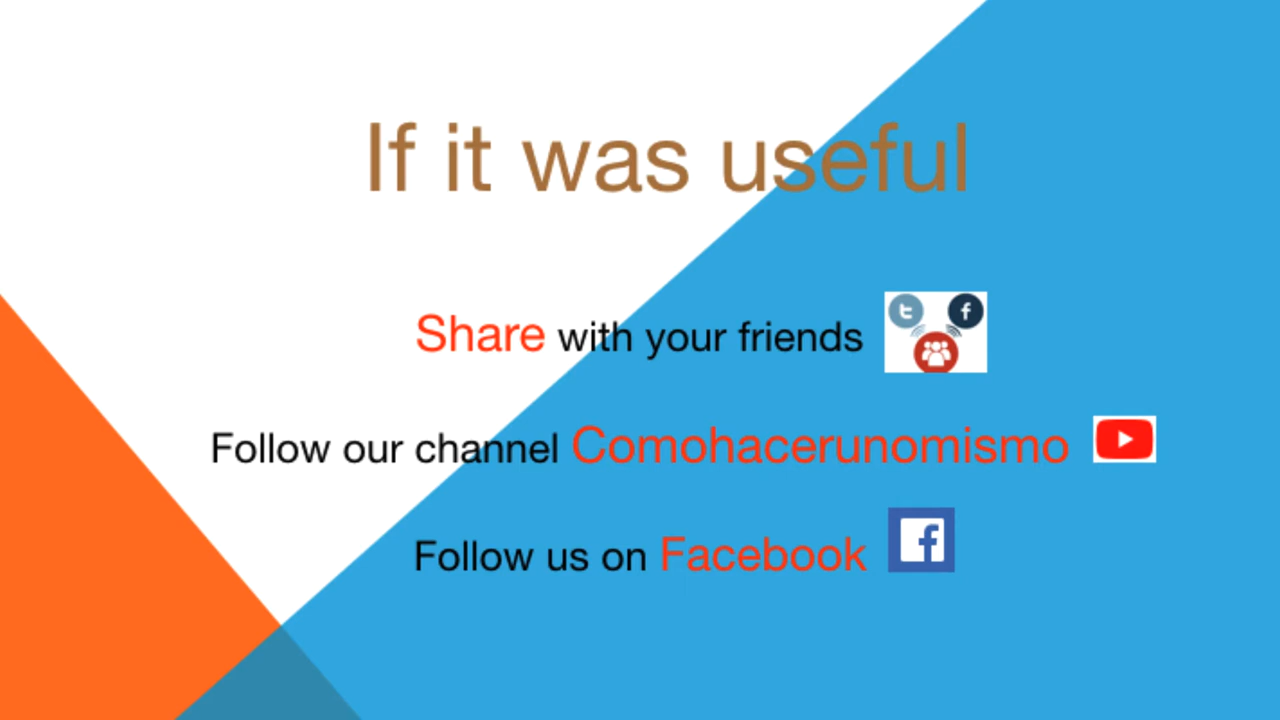 If it was useful
Share with your friends
Follow our channel Comohacerunomismo
Follow us on Facebook